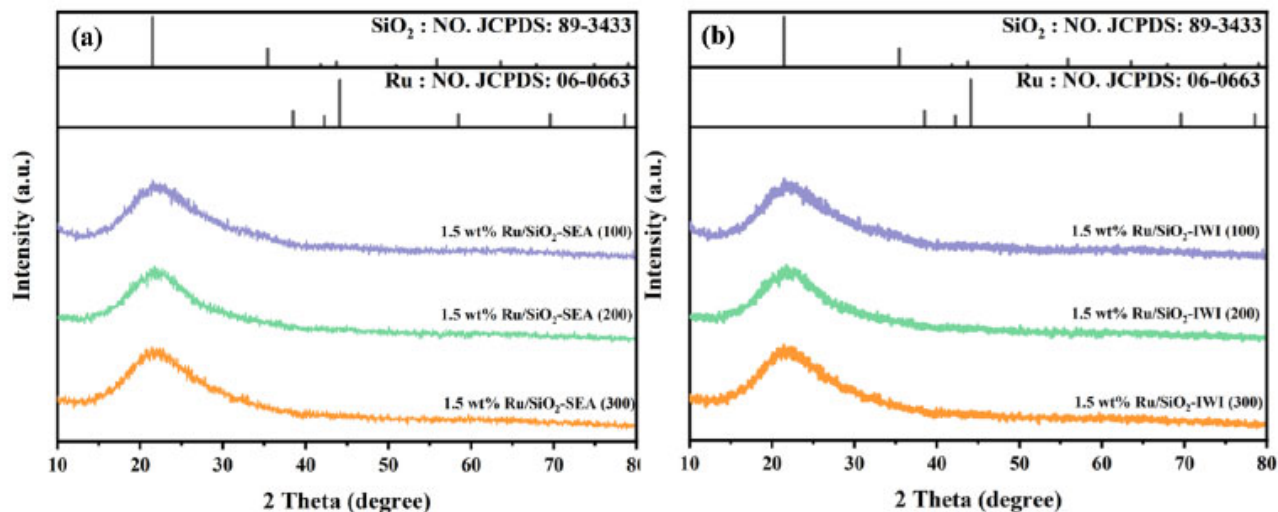 (a)
SiO₂ : NO. JCPDS: 89-3433
Ru : NO. JCPDS: 06-0663
1.5 wt% Ru/SiO₂-SEA (100)
1.5 wt% Ru/SiO₂-SEA (200)
1.5 wt% Ru/SiO₂-SEA (300)
Intensity (a.u.)
10 20 30 40 50 60 70 80
2 Theta (degree)
(b)
SiO₂ : NO. JCPDS: 89-3433
Ru : NO. JCPDS: 06-0663
1.5 wt% Ru/SiO₂-IWI (100)
1.5 wt% Ru/SiO₂-IWI (200)
1.5 wt% Ru/SiO₂-IWI (300)
Intensity (a.u.)
10 20 30 40 50 60 70 80
2 Theta (degree)